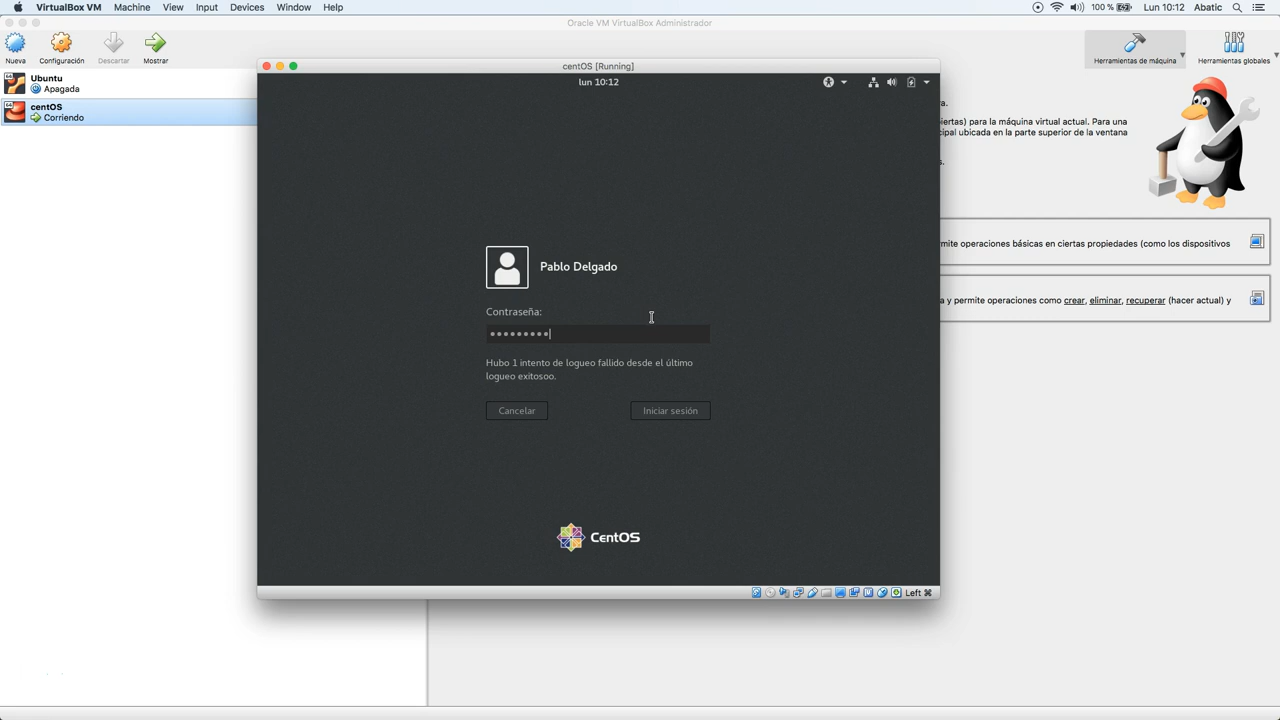 VirtualBox VM Machine View Input Devices Window Help 100 % Lun 10:12 Abatic
Oracle VM VirtualBox Administrador
Nueva Configuración Descartar Mostrar Herramientas de máquina Herramientas globales
64 Ubuntu
Apagada
64 centOS
Corriendo
centOS [Running]
lun 10:12
ra.
iertas) para la máquina virtual actual. Para una
cipal ubicada en la parte superior de la ventana
s.
mite operaciones básicas en ciertas propiedades (como los dispositivos
a y permite operaciones como crear, eliminar, recuperar (hacer actual) y
Pablo Delgado
Contraseña:
•••••••••
Hubo 1 intento de logueo fallido desde el último
logueo exitosoo.
Cancelar Iniciar sesión
CentOS
Left ⌘